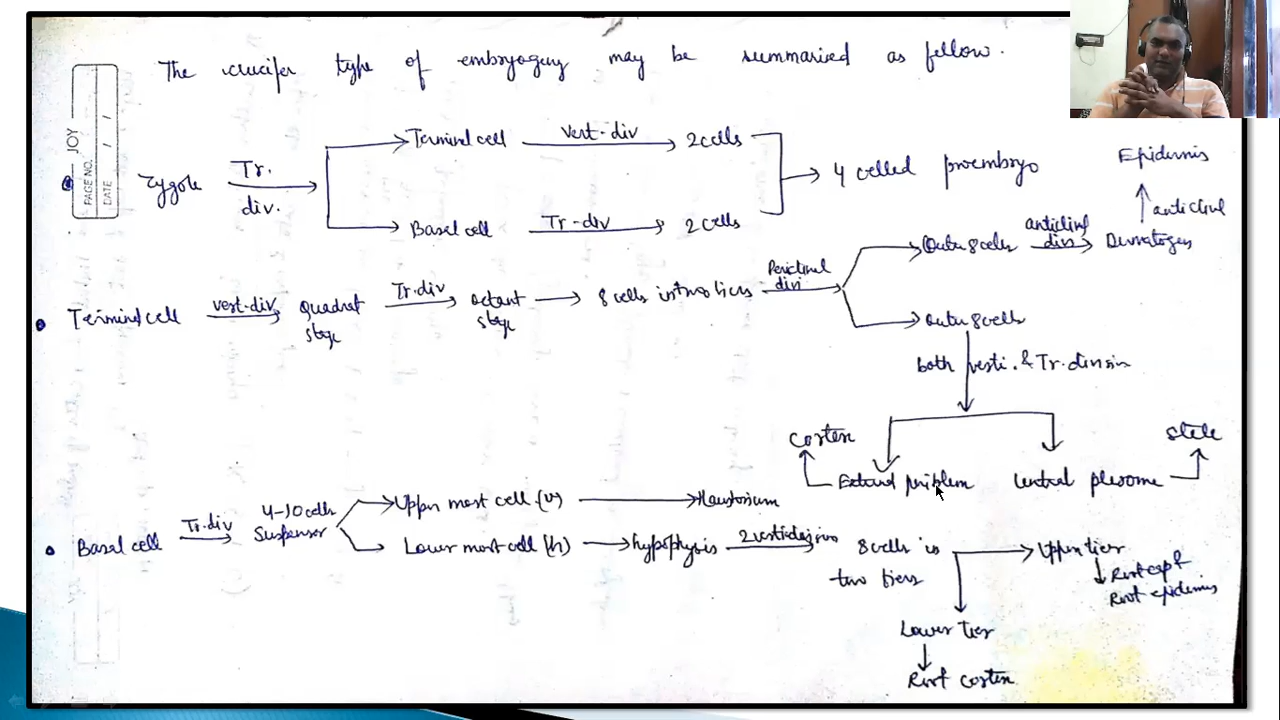 The crucifer type of embryogny may be summarised as fellow.
JOY
PAGE NO.
DATE / /
Zygote Tr. div. Terminal cell vert-div 2 cells
Basal cell Tr-div 2 cells
4 celled proembryo
Terminal cell vert-div quadrat stage Tr.div octant stage 8 cells in two tiers Periclinal div
Outer 8 cells anticlinal div Dermatogen anticlinal Epidermis
Outer 8 cells
both verti. & Tr. division
External periblem Cortex
Central plerome Stele
Basal cell Tr.div 4-10 cells Suspensor
Upper most cell (v) Haustorium
Lower most cell (h) hypophysis 2 verti division 8 cells in two tiers
Upper tier
Root cap &
Root epidermis
Lower tier
Root cortex